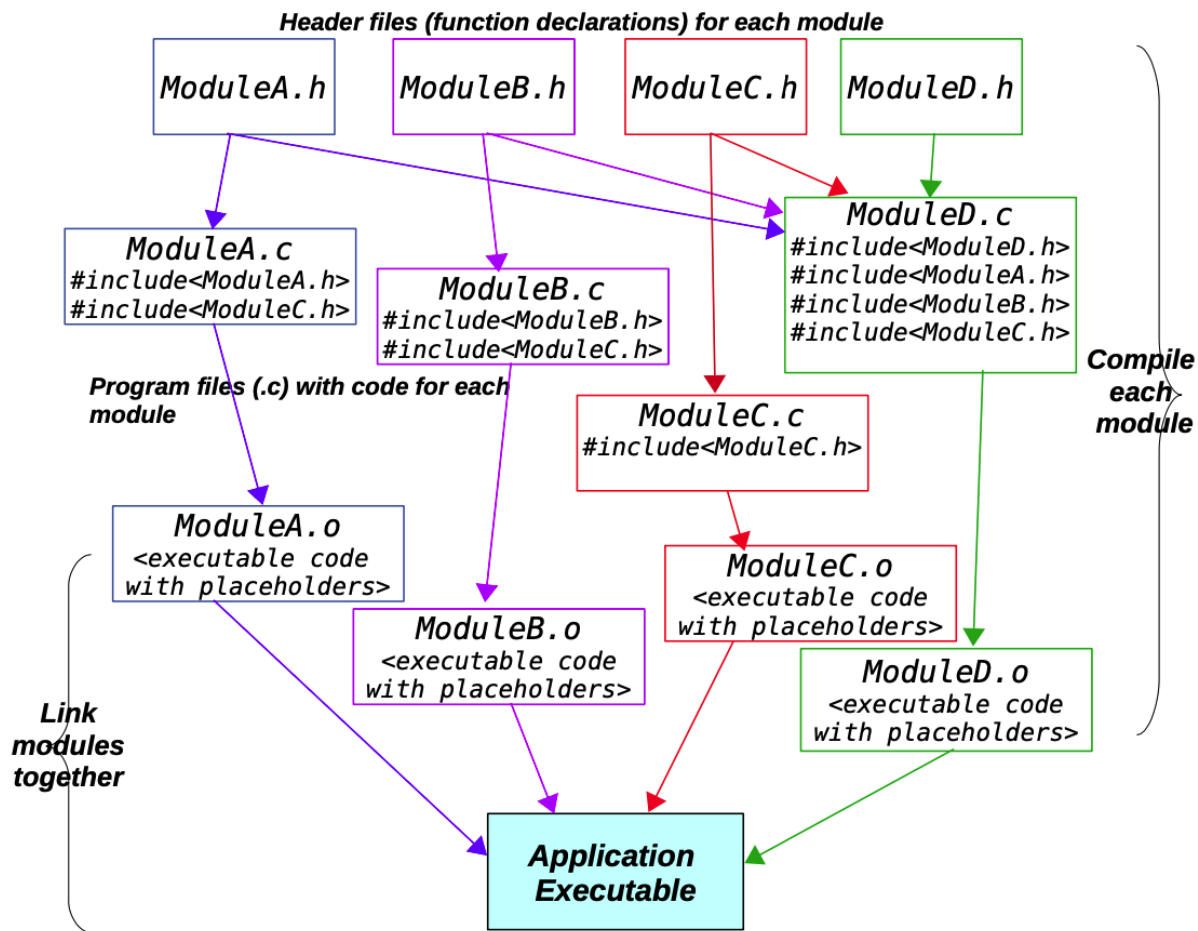 Header files (function declarations) for each module
ModuleA.h
ModuleB.h
ModuleC.h
ModuleD.h
ModuleA.c
#include<ModuleA.h>
#include<ModuleC.h>
ModuleB.c
#include<ModuleB.h>
#include<ModuleC.h>
ModuleD.c
#include<ModuleD.h>
#include<ModuleA.h>
#include<ModuleB.h>
#include<ModuleC.h>
Program files (.c) with code for each
module
ModuleC.c
#include<ModuleC.h>
Compile
each
module
ModuleA.o
<executable code
with placeholders>
ModuleB.o
<executable code
with placeholders>
ModuleC.o
<executable code
with placeholders>
ModuleD.o
<executable code
with placeholders>
Link
modules
together
Application
Executable